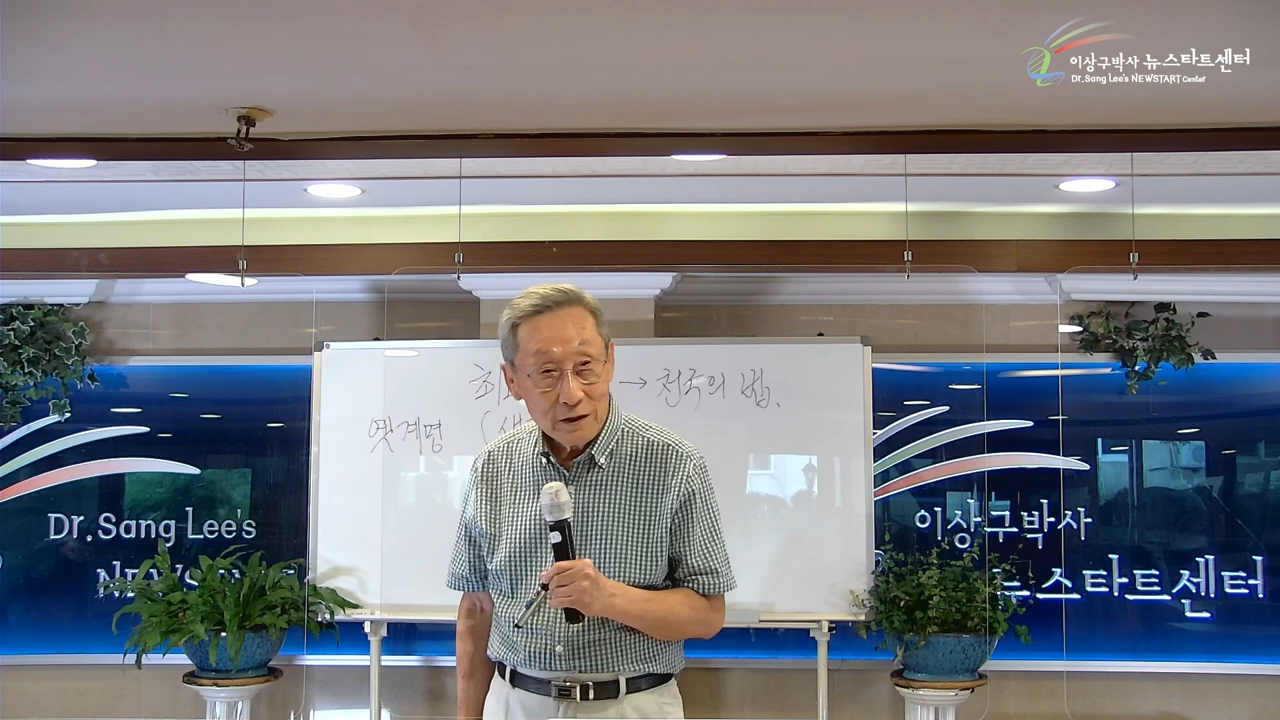 이상구박사 뉴스타트센터
Dr. Sang Lee's NEWSTART Center
→ 천국의 법.
옛계명 (
Dr. Sang Lee's
이상구박사
뉴스타트센터